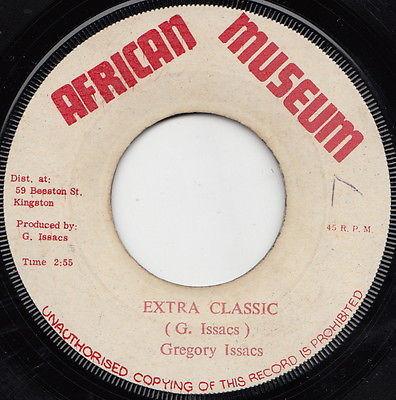 AFRICAN MUSEUM
Dist. at:
59 Beeston St.
Kingston
Produced by:
G. Issacs
Time 2:55
45 R. P. M
EXTRA CLASSIC
( G. Issacs )
Gregory Issacs
UNAUTHORISED COPYING OF THIS RECORD IS PROHIBITED